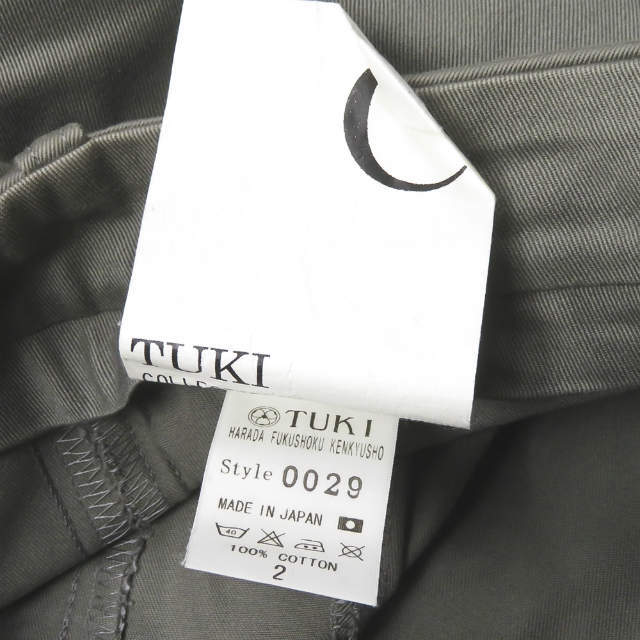 TUKI
TUKI
HARADA FUKUSHOKU KENKYUSHO
Style 0029
MADE IN JAPAN
40
100% COTTON
2